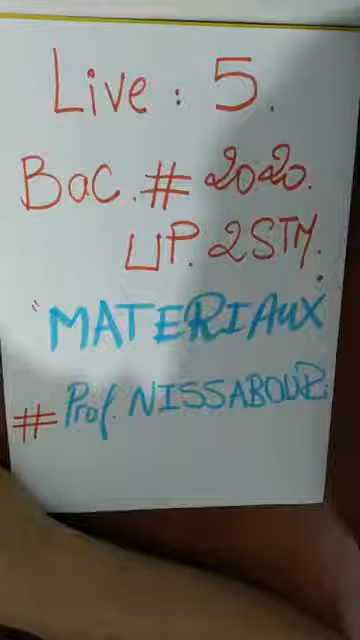 Live : 5.
BaC. # 2020.
UP. 2STM.
"MATERIAUX
# Prof. NISSABOUR.